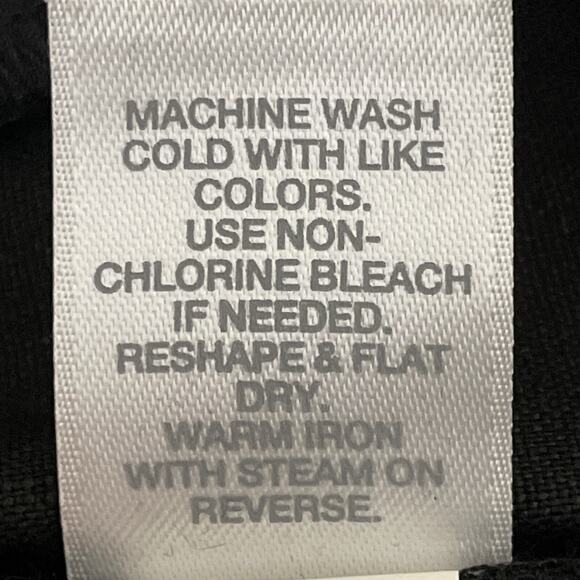 MACHINE WASH
COLD WITH LIKE
COLORS.
USE NON-
CHLORINE BLEACH
IF NEEDED.
RESHAPE & FLAT
DRY.
WARM IRON
WITH STEAM ON
REVERSE.